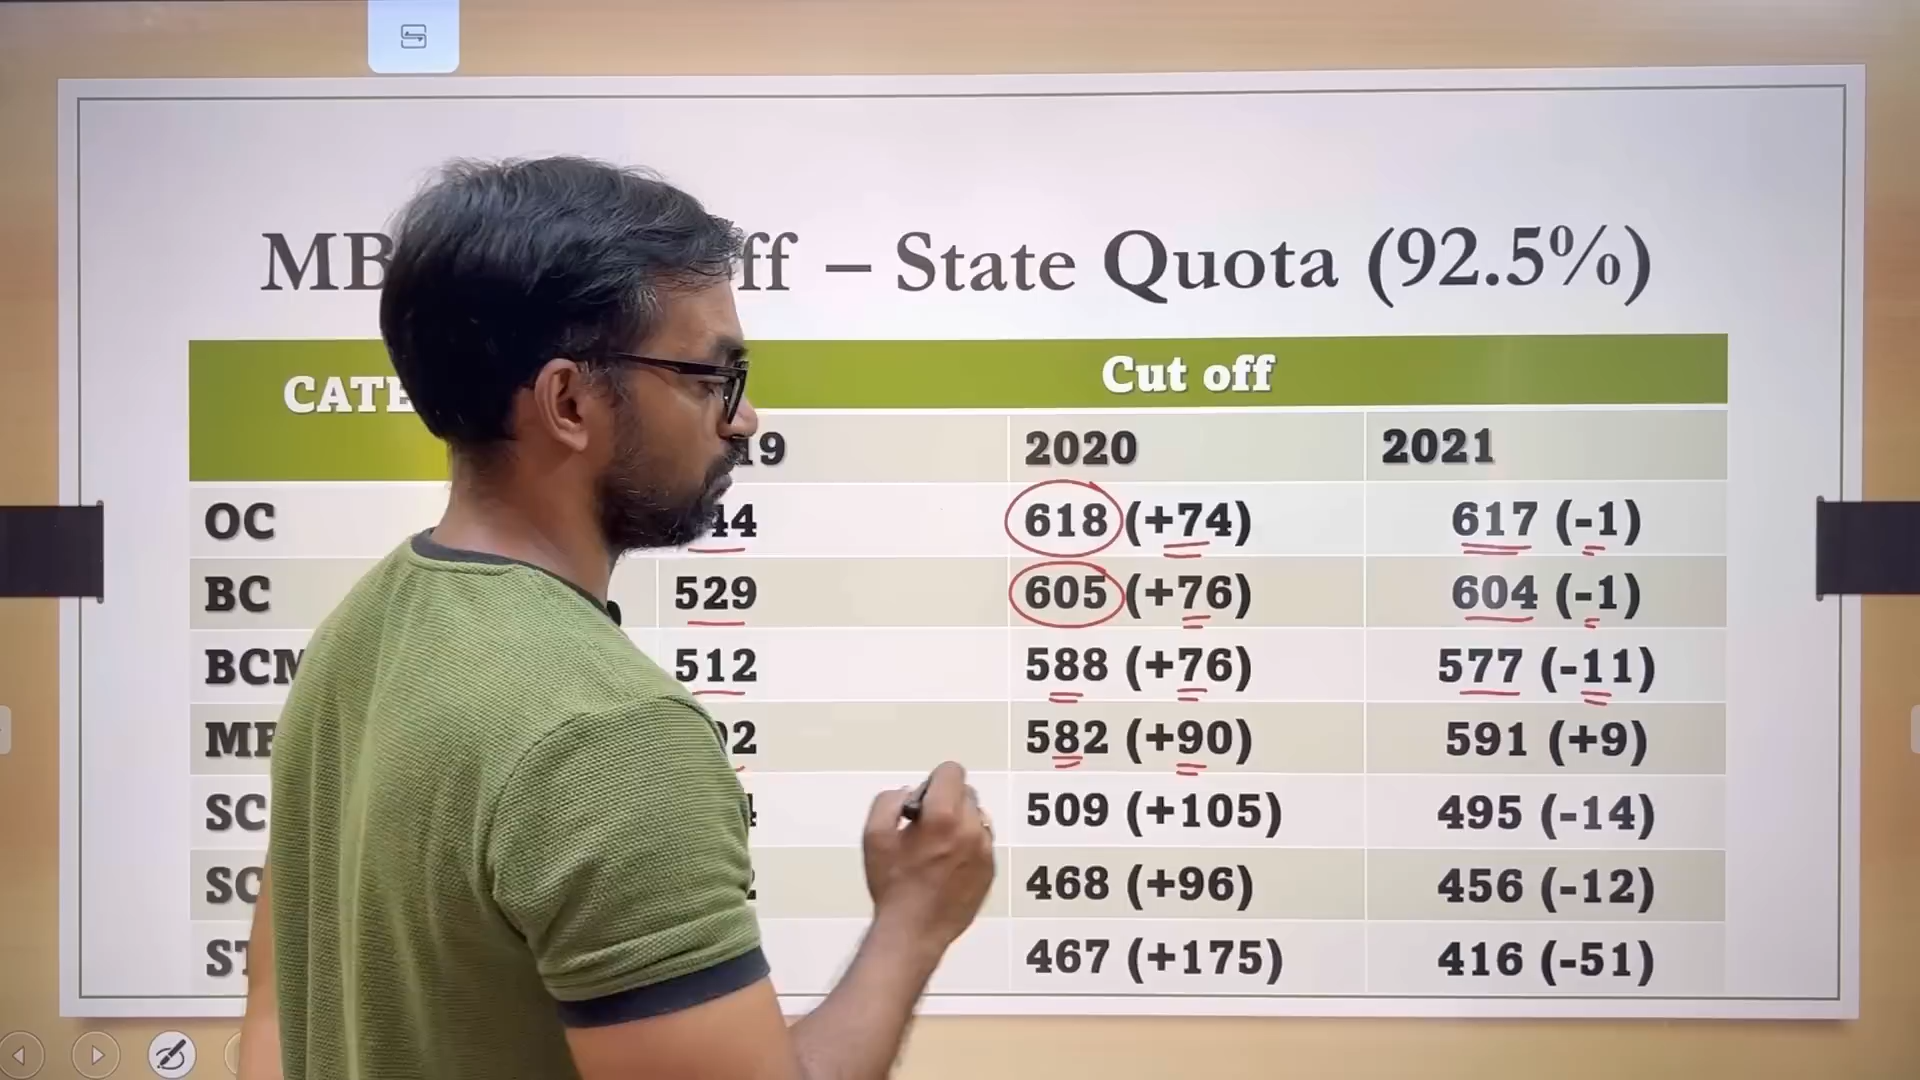 MB ff – State Quota (92.5%)
CATE Cut off
19 2020 2021
OC 44 618 (+74) 617 (-1)
BC 529 605 (+76) 604 (-1)
BCM 512 588 (+76) 577 (-11)
MB 2 582 (+90) 591 (+9)
SC 509 (+105) 495 (-14)
SC 468 (+96) 456 (-12)
ST 467 (+175) 416 (-51)